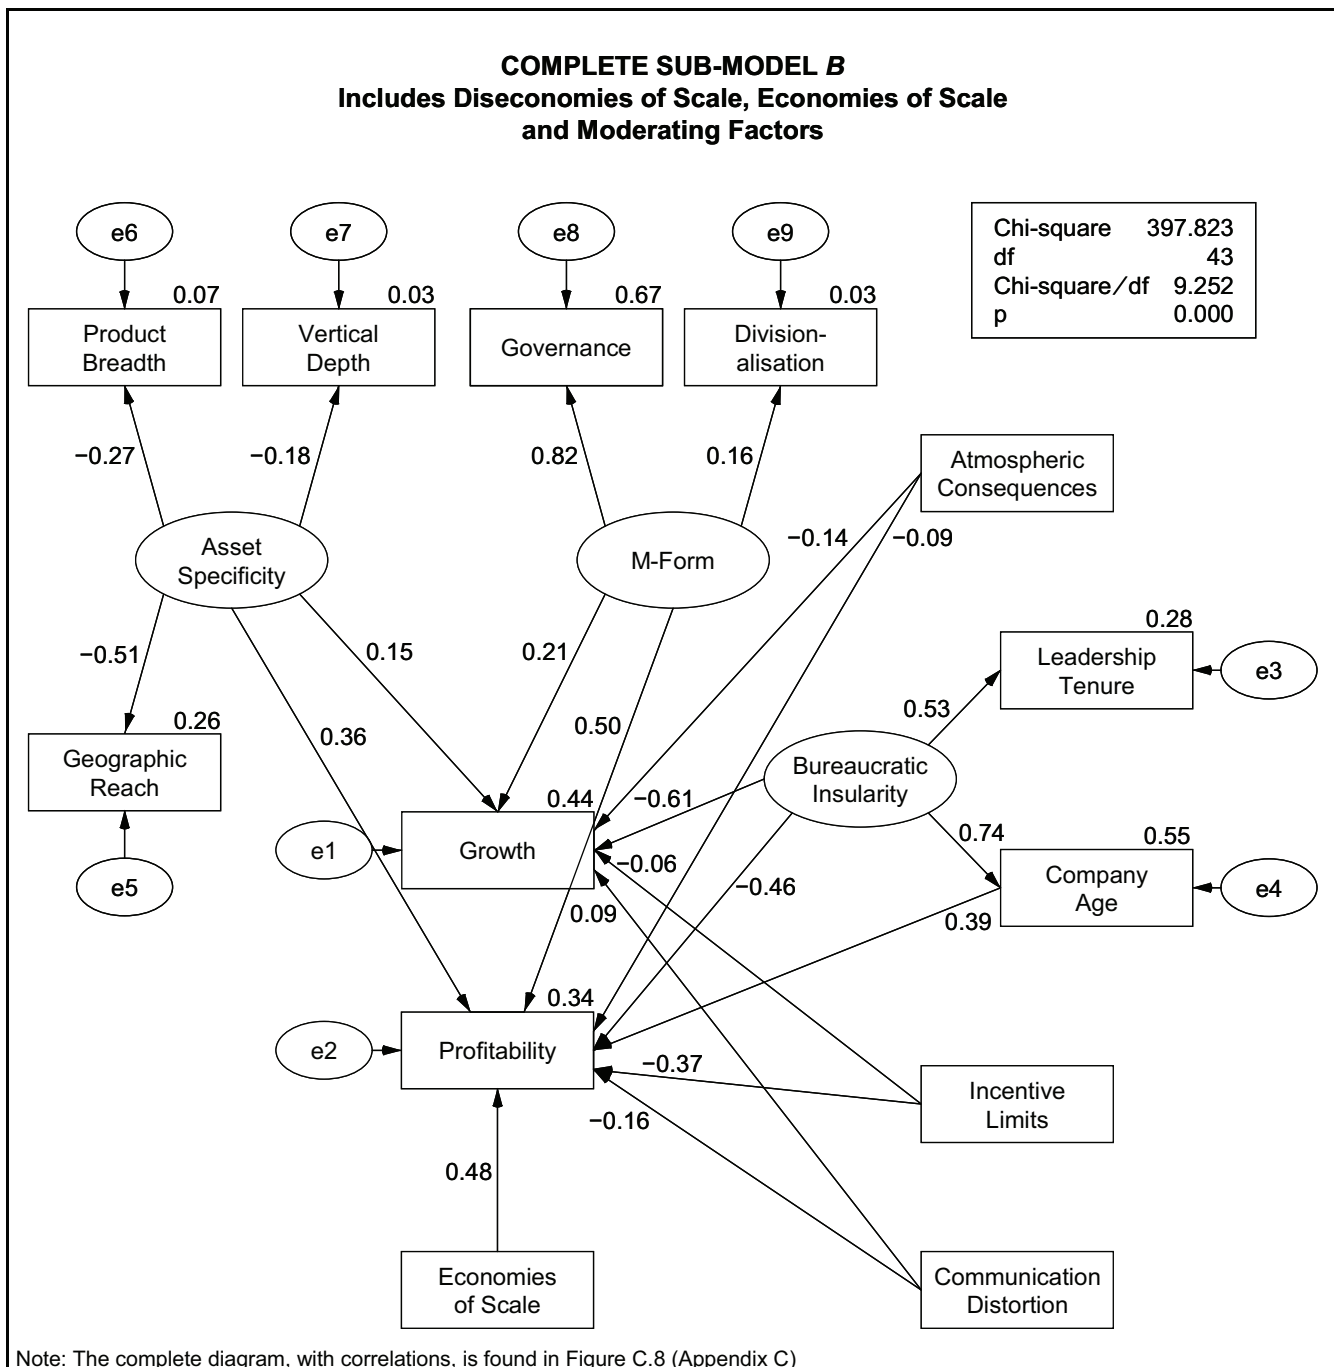 COMPLETE SUB-MODEL B
Includes Diseconomies of Scale, Economies of Scale
and Moderating Factors
e6
e7
e8
e9
Chi-square 397.823
df 43
Chi-square/df 9.252
p 0.000
0.07
0.03
0.67
0.03
Product
Breadth
Vertical
Depth
Governance
Division-
alisation
−0.27
−0.18
0.82
0.16
Atmospheric
Consequences
Asset
Specificity
M-Form
−0.14
−0.09
−0.51
0.15
0.21
0.28
Leadership
Tenure
e3
0.26
0.36
0.50
0.53
Geographic
Reach
Bureaucratic
Insularity
0.44
−0.61
e1
Growth
−0.06
0.74
0.55
e5
0.09
−0.46
Company
Age
e4
0.39
0.34
e2
Profitability
−0.37
Incentive
Limits
−0.16
0.48
Economies
of Scale
Communication
Distortion
Note: The complete diagram, with correlations, is found in Figure C.8 (Appendix C)